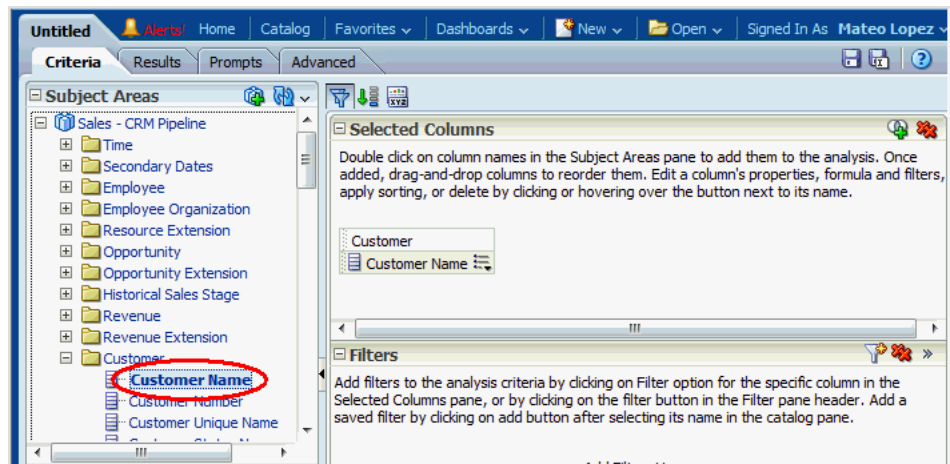 Untitled Alerts! Home Catalog Favorites Dashboards New Open Signed In As Mateo Lopez
Criteria Results Prompts Advanced
Subject Areas
Sales - CRM Pipeline
Time
Secondary Dates
Employee
Employee Organization
Resource Extension
Opportunity
Opportunity Extension
Historical Sales Stage
Revenue
Revenue Extension
Customer
Customer Name
Customer Number
Customer Unique Name
Selected Columns
Double click on column names in the Subject Areas pane to add them to the analysis. Once
added, drag-and-drop columns to reorder them. Edit a column's properties, formula and filters,
apply sorting, or delete by clicking or hovering over the button next to its name.
Customer
Customer Name
Filters
Add filters to the analysis criteria by clicking on Filter option for the specific column in the
Selected Columns pane, or by clicking on the filter button in the Filter pane header. Add a
saved filter by clicking on add button after selecting its name in the catalog pane.